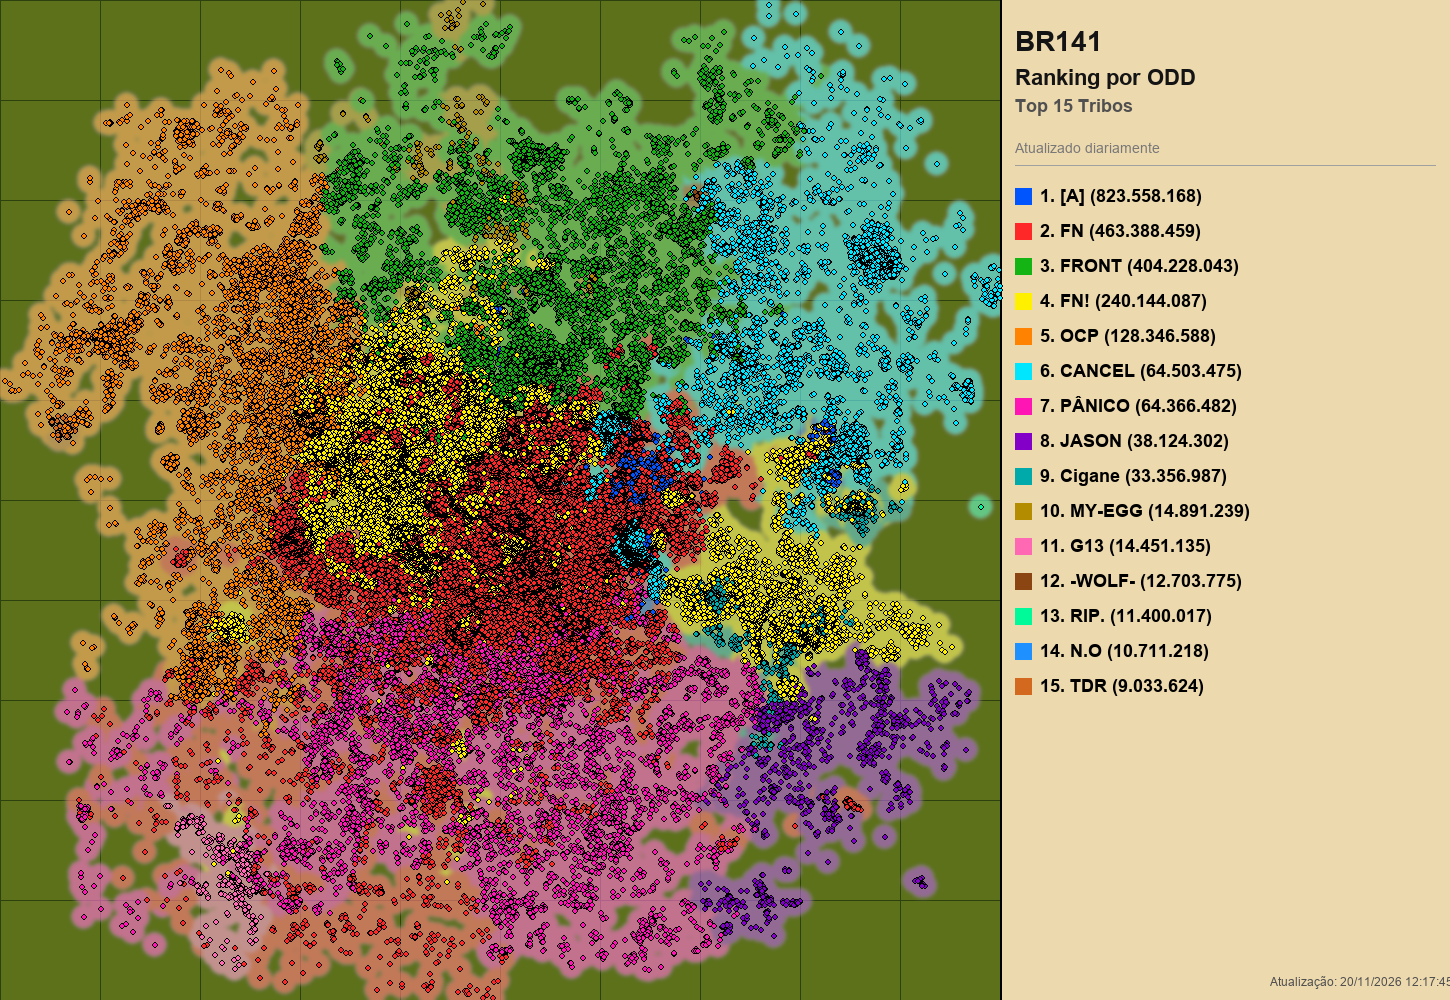 BR141
Ranking por ODD
Top 15 Tribos
Atualizado diariamente
1. [A] (823.558.168)
2. FN (463.388.459)
3. FRONT (404.228.043)
4. FN! (240.144.087)
5. OCP (128.346.588)
6. CANCEL (64.503.475)
7. PÂNICO (64.366.482)
8. JASON (38.124.302)
9. Cigane (33.356.987)
10. MY-EGG (14.891.239)
11. G13 (14.451.135)
12. -WOLF- (12.703.775)
13. RIP. (11.400.017)
14. N.O (10.711.218)
15. TDR (9.033.624)
Atualização: 20/11/2026 12:17:45